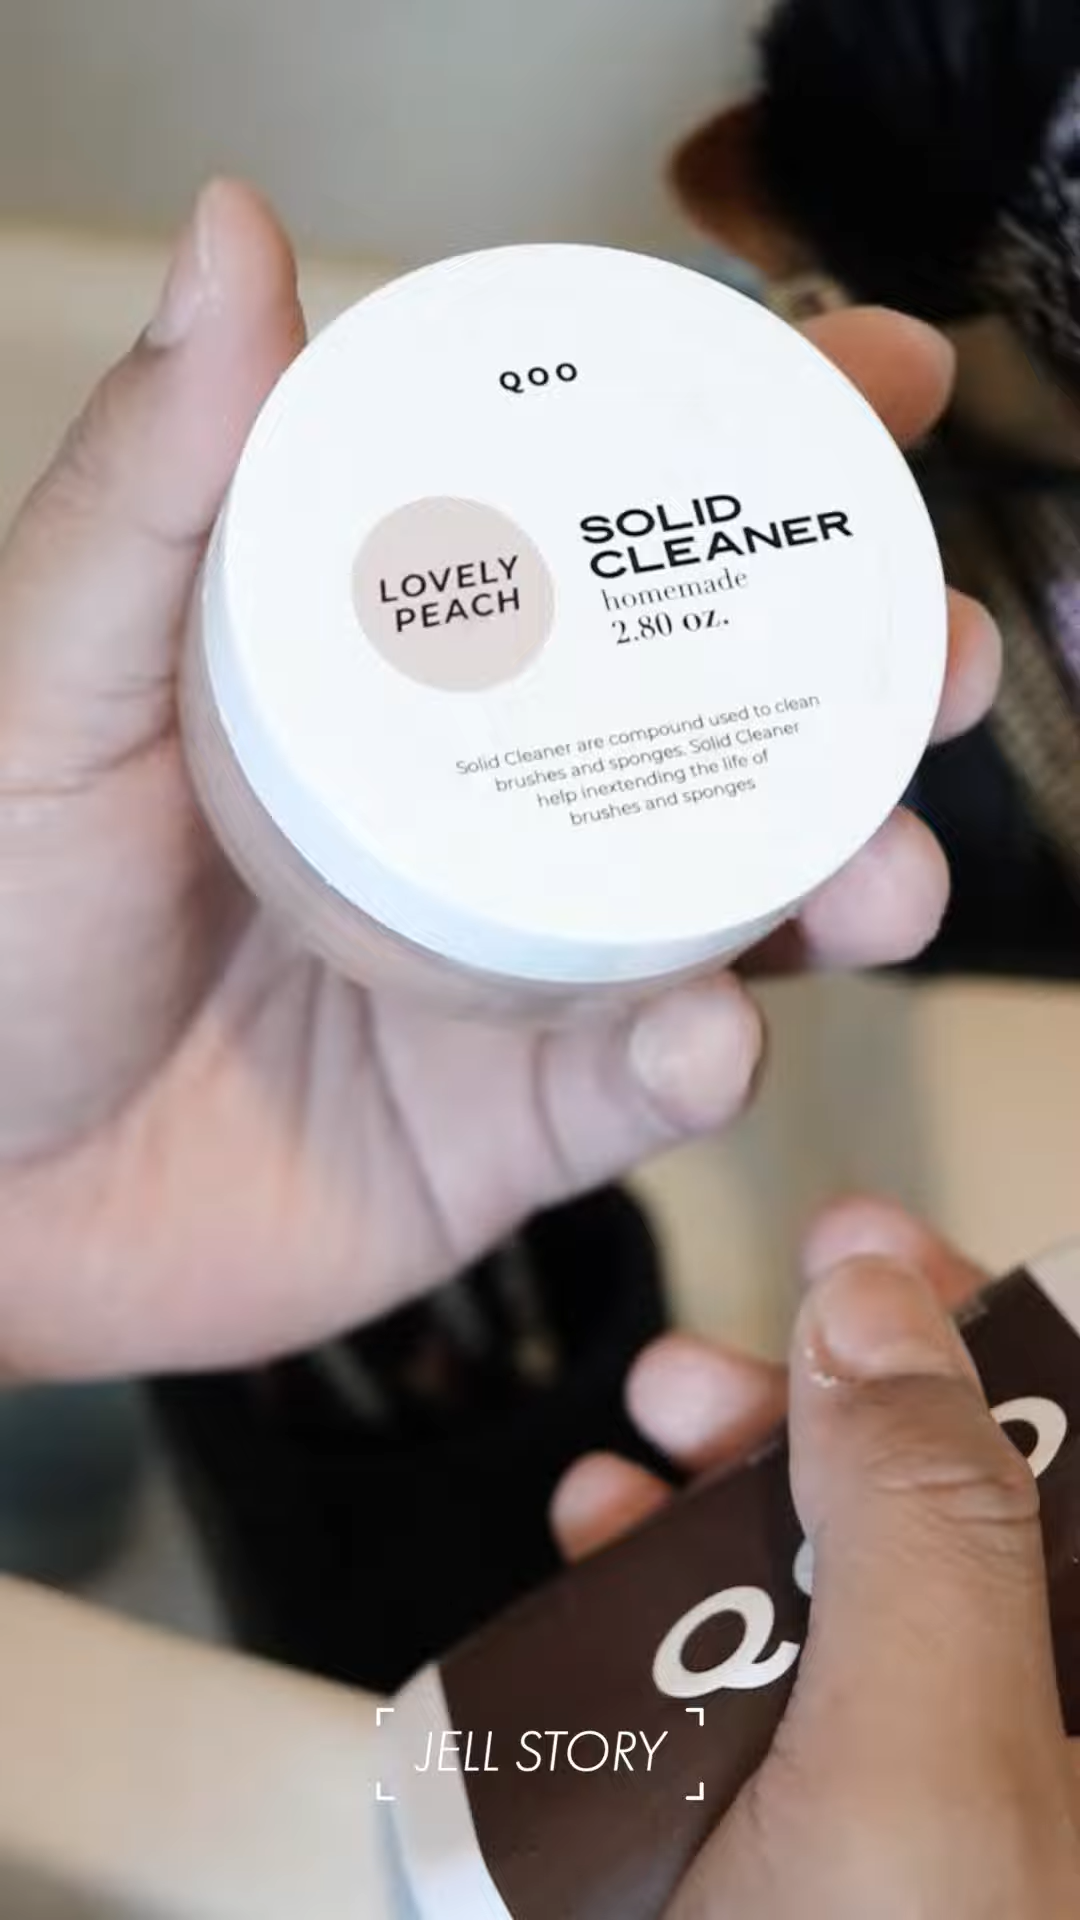 QOO
LOVELY
PEACH
SOLID
CLEANER
homemade
2.80 oz.
Solid Cleaner are compound used to clean
brushes and sponges. Solid Cleaner
help inextending the life of
brushes and sponges
Q
JELL STORY